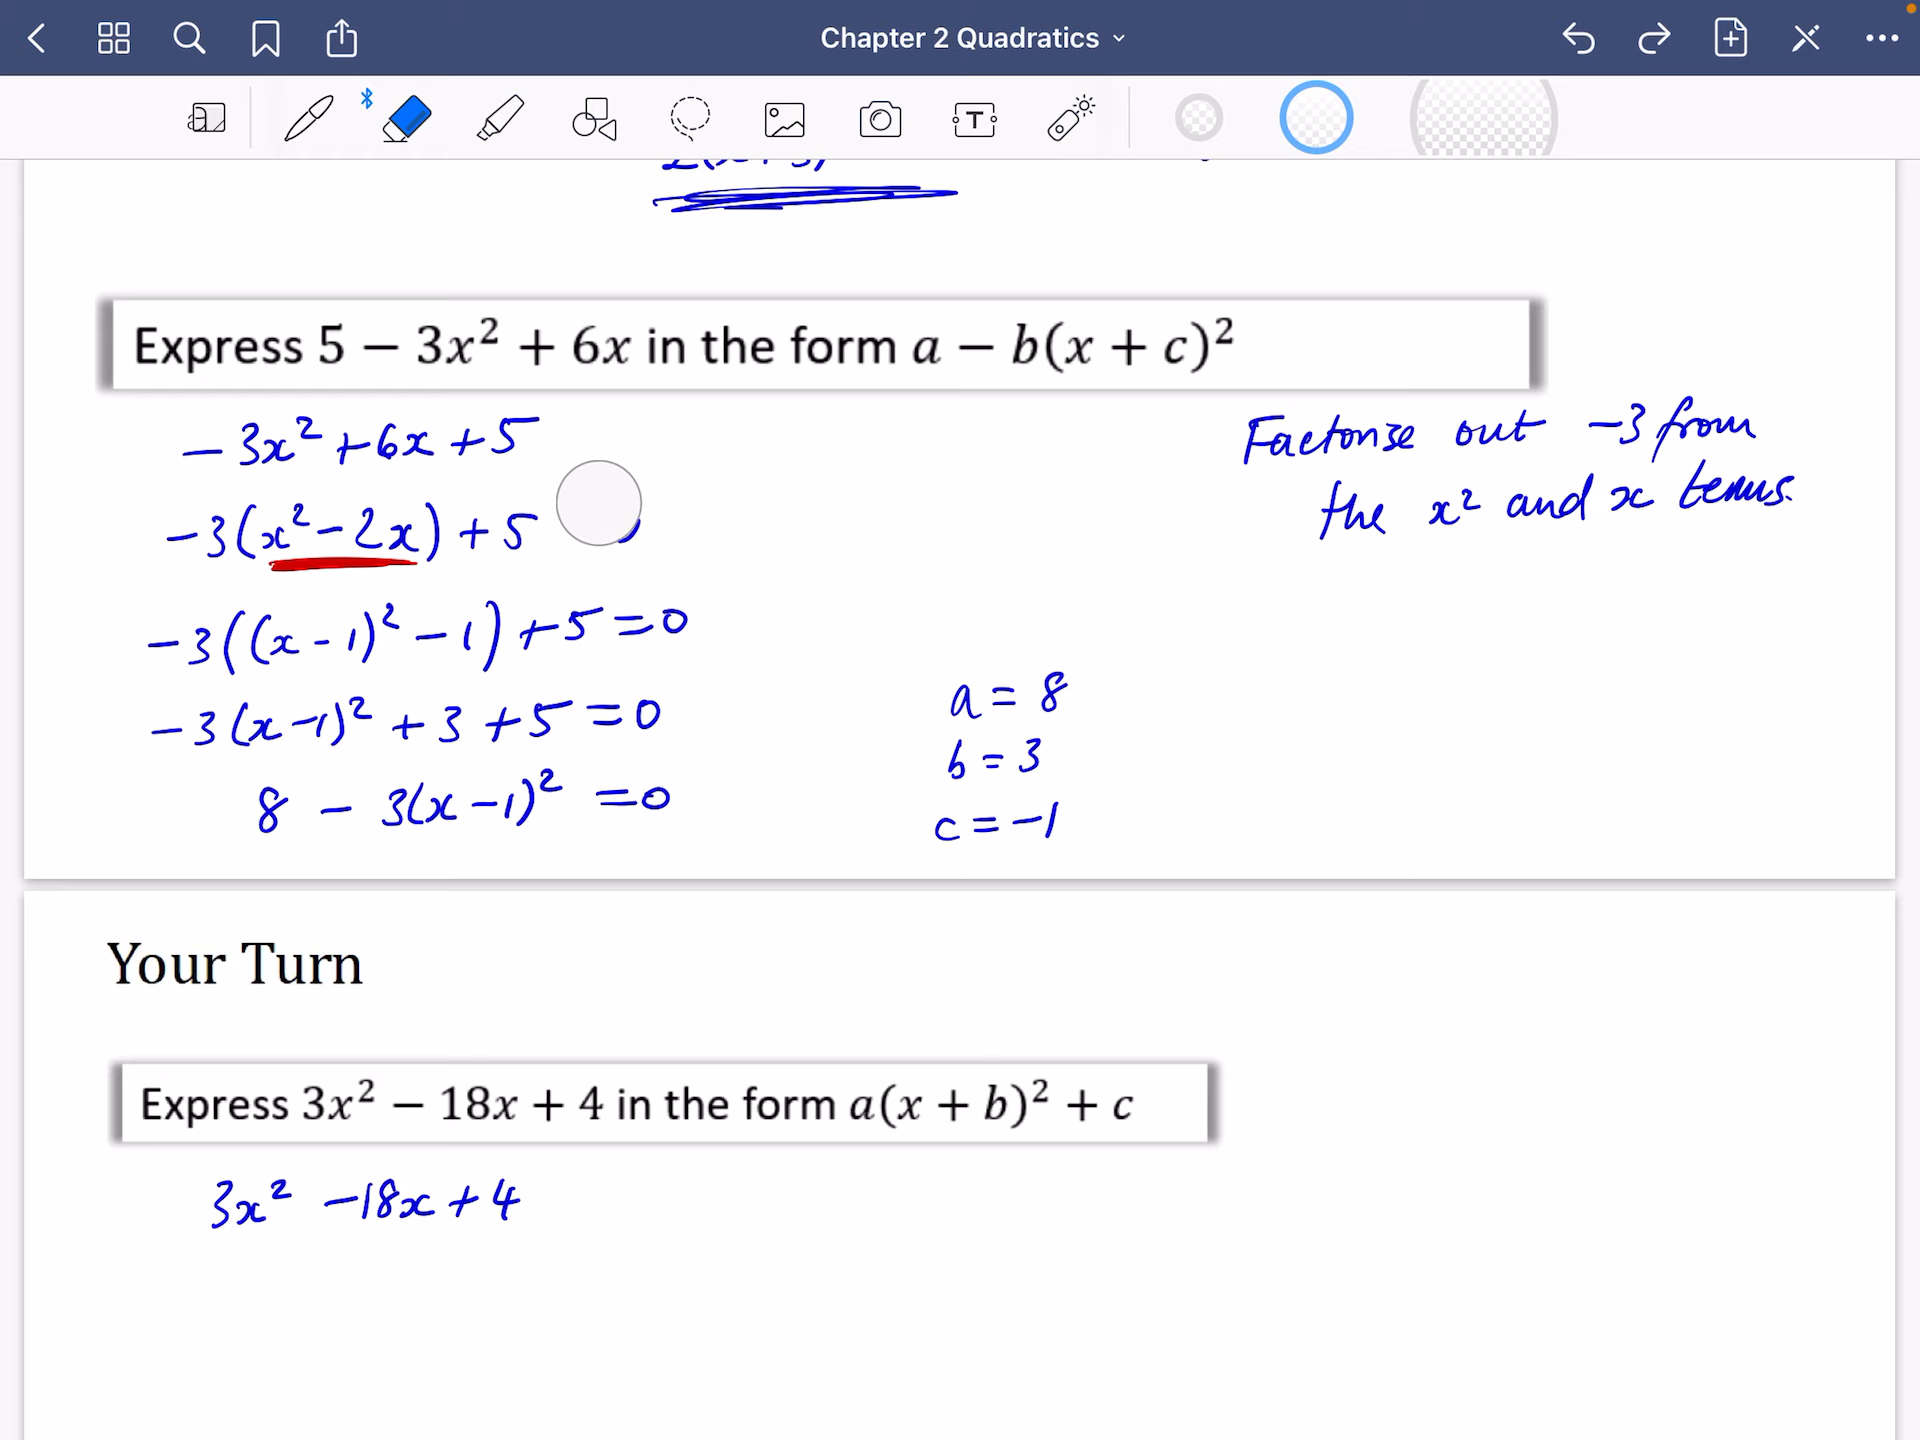 Chapter 2 Quadratics
Express 5 − 3x² + 6x in the form a − b(x + c)²
−3x² + 6x + 5
−3(x² − 2x) + 5
−3((x − 1)² − 1) + 5 = 0
−3(x − 1)² + 3 + 5 = 0
8 − 3(x − 1)² = 0
Factorise out −3 from
the x² and x terms.
a = 8
b = 3
c = −1
Your Turn
Express 3x² − 18x + 4 in the form a(x + b)² + c
3x² − 18x + 4